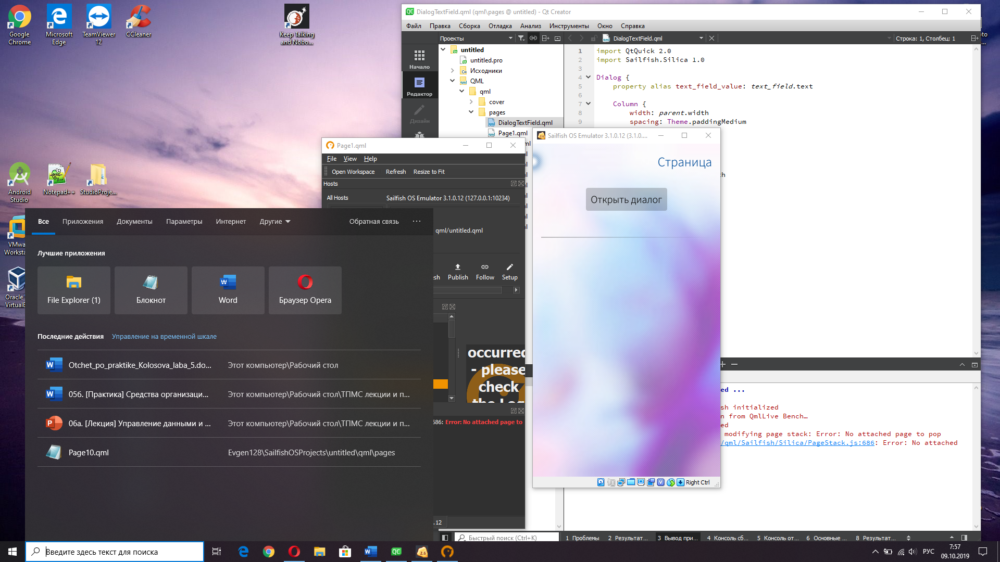 Google
Chrome
Microsoft
Edge
TeamViewer
12
CCleaner
Keep Talking
and Nobo...
Android
Studio
Notepad++
StudioProje...
DialogTextField.qml (qml\pages @ untitled) - Qt Creator
Файл Правка Сборка Отладка Анализ Инструменты Окно Справка
Проекты
DialogTextField.qml
Строка: 1, Столбец: 1
Начало
Редактор
Дизайн
untitled
untitled.pro
Исходники
QML
qml
cover
pages
DialogTextField.qml
Page1.qml
1 import QtQuick 2.0
2 import Sailfish.Silica 1.0
3
4 Dialog {
5 property alias text_field_value: text_field.text
6
7 Column {
8 width: parent.width
9 spacing: Theme.paddingMedium
Page1.qml
File View Help
Open Workspace Refresh Resize to Fit
Hosts
All Hosts
Sailfish OS Emulator 3.1.0.12 (127.0.0.1:10234)
qml/untitled.qml
Publish Follow Setup
occurred
- please
check
the Log
686: Error: No attached page to
.12
Sailfish OS Emulator 3.1.0.12 (3.1.0....
Страница
Открыть диалог
Right Ctrl
ed ...
sh initialized
n from QmlLive Bench…
ed
modifying page stack: Error: No attached page to pop
/qml/Sailfish/Silica/PageStack.js:686: Error: No attached
Быстрый поиск (Ctrl+K)
1 Проблемы 2 Результат... 3 Вывод при... 4 Консоль сб... 5 Консоль от... 6 Основные ... 8 Результат...
Все Приложения Документы Параметры Интернет Другие Обратная связь ...
Лучшие приложения
File Explorer (1)
Блокнот
Word
Браузер Opera
Последние действия Управление на временной шкале
Otchet_po_praktike_Kolosova_laba_5.do... Этот компьютер\Рабочий стол
05б. [Практика] Средства организаци... Этот компьютер\Рабочий стол\ТПМС лекции и п...
06а. [Лекция] Управление данными и ... Этот компьютер\Рабочий стол\ТПМС лекции и п...
Page10.qml Evgen128\SailfishOSProjects\untitled\qml\pages
VMwa
Workst
Oracle
VirtualB
Введите здесь текст для поиска
РУС
7:57
09.10.2019